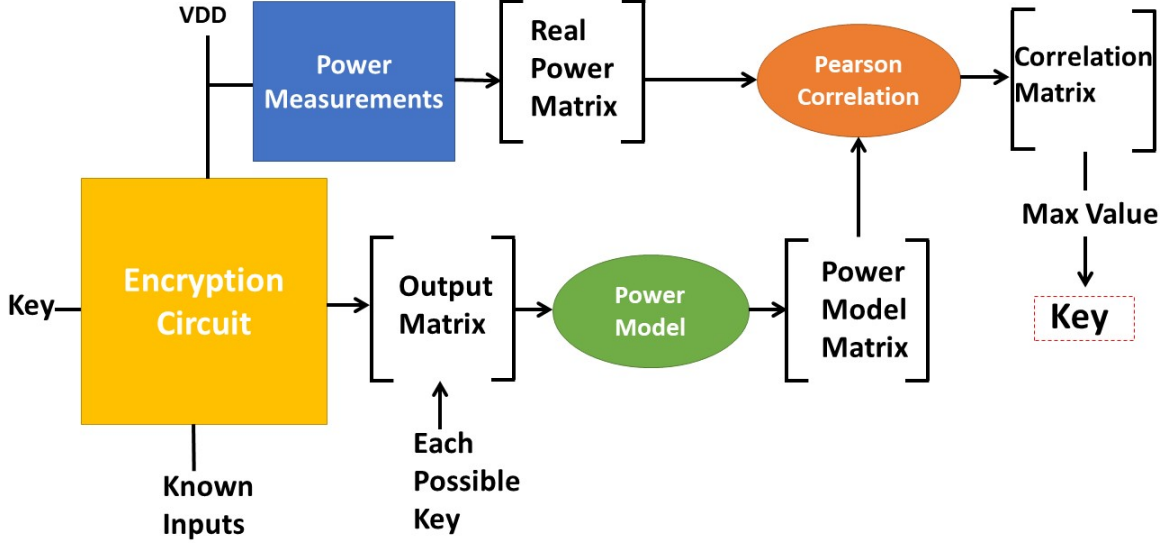 VDD
Power
Measurements
Real
Power
Matrix
Pearson
Correlation
Correlation
Matrix
Max Value
Key
Key
Encryption
Circuit
Known
Inputs
Output
Matrix
Each
Possible
Key
Power
Model
Power
Model
Matrix